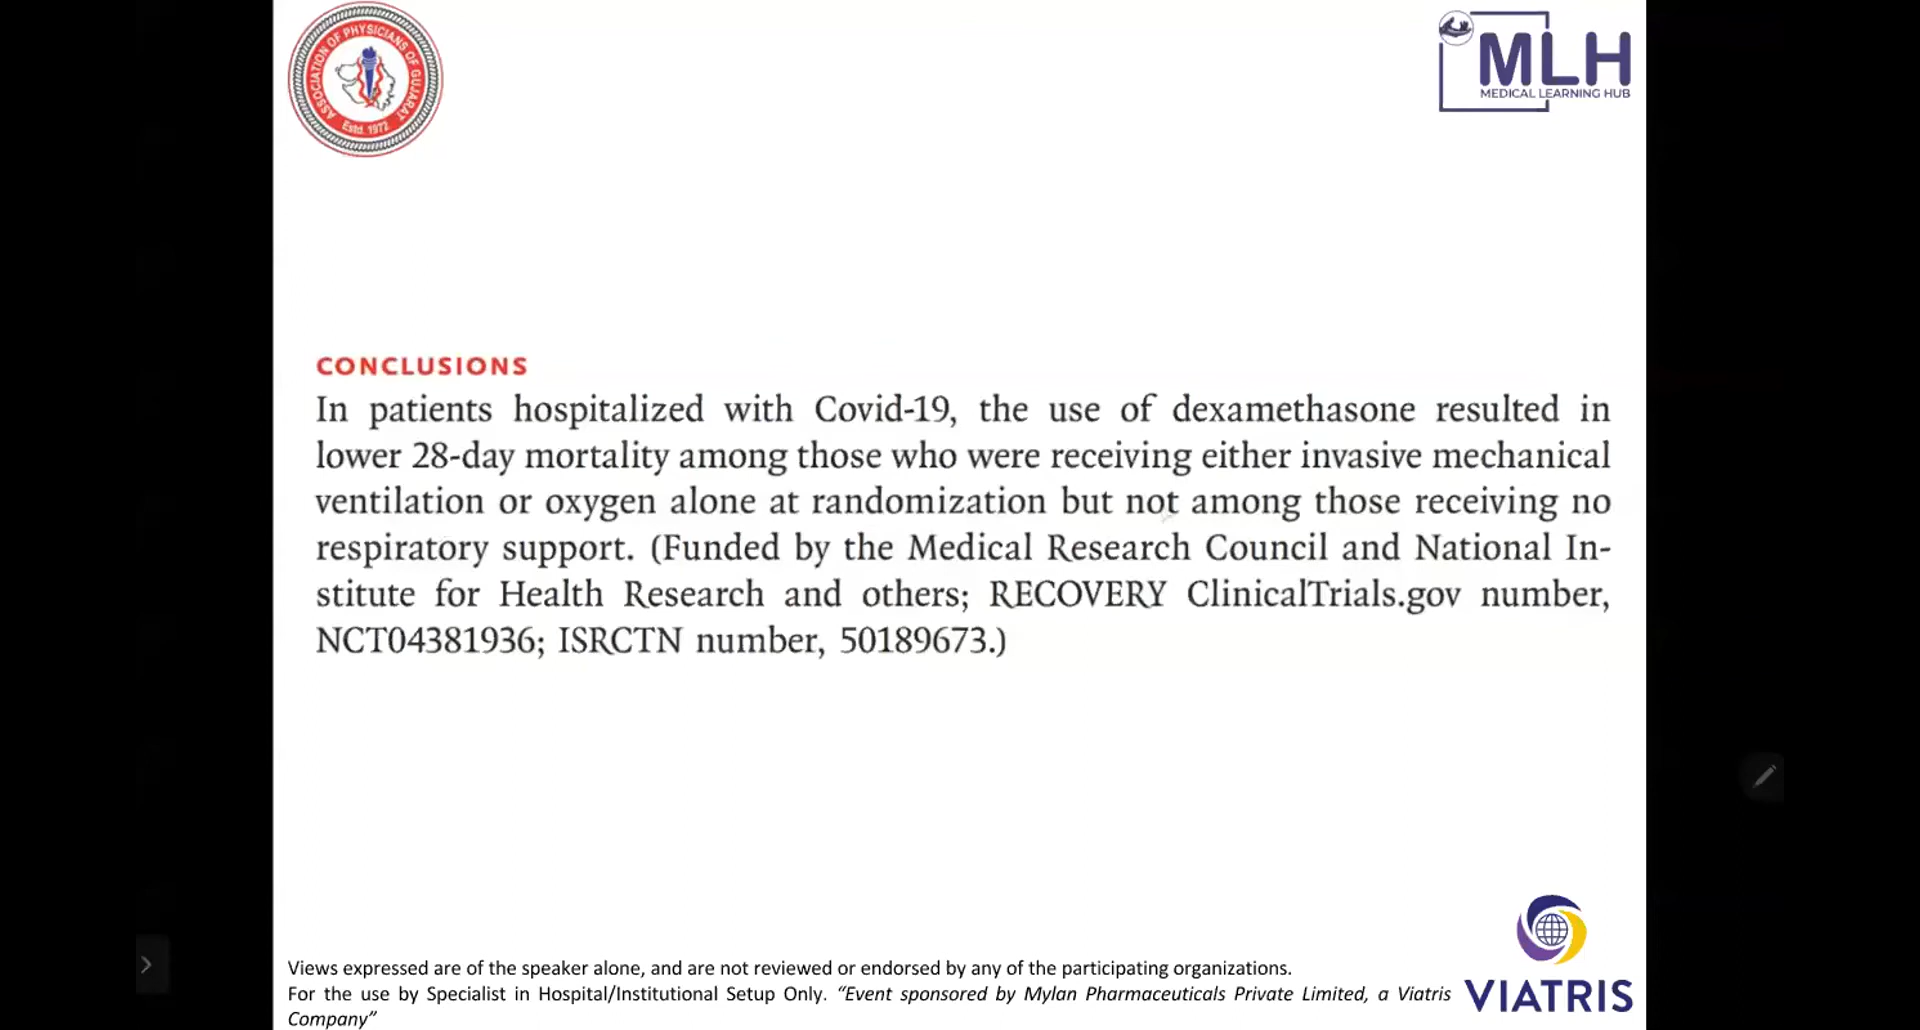 ASSOCIATION OF PHYSICIANS OF GUJARAT
Estd. 1972
MLH
MEDICAL LEARNING HUB
CONCLUSIONS
In patients hospitalized with Covid-19, the use of dexamethasone resulted in
lower 28-day mortality among those who were receiving either invasive mechanical
ventilation or oxygen alone at randomization but not among those receiving no
respiratory support. (Funded by the Medical Research Council and National In-
stitute for Health Research and others; RECOVERY ClinicalTrials.gov number,
NCT04381936; ISRCTN number, 50189673.)
Views expressed are of the speaker alone, and are not reviewed or endorsed by any of the participating organizations.
For the use by Specialist in Hospital/Institutional Setup Only. “Event sponsored by Mylan Pharmaceuticals Private Limited, a Viatris
Company”
VIATRIS